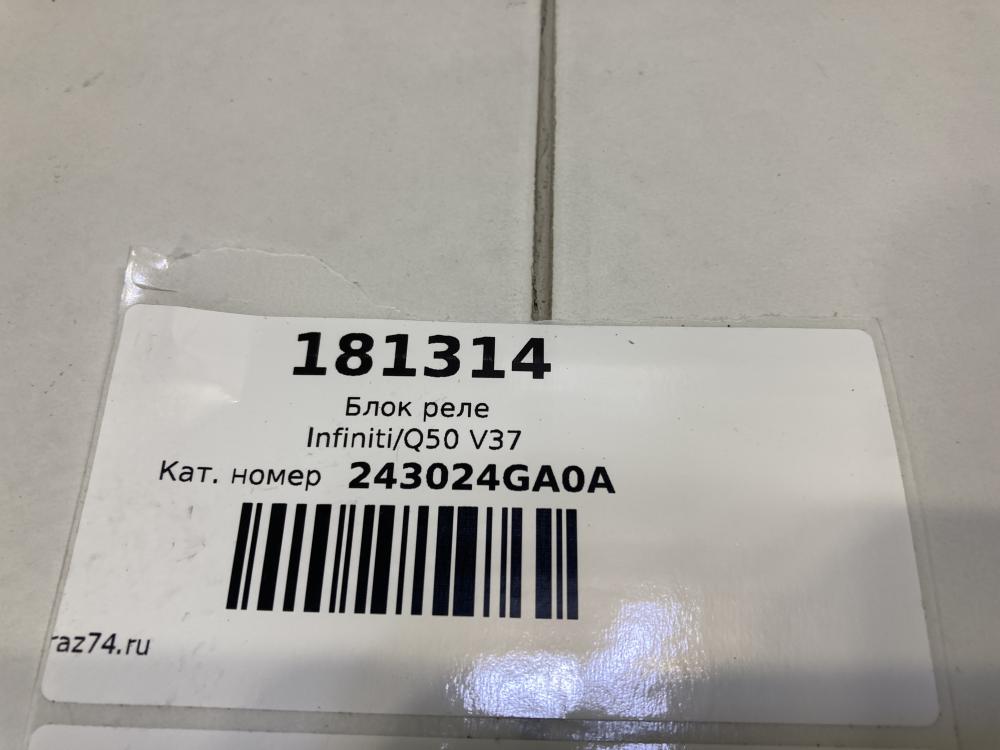 181314
Блок реле
Infiniti/Q50 V37
Кат. номер 243024GA0A
raz74.ru